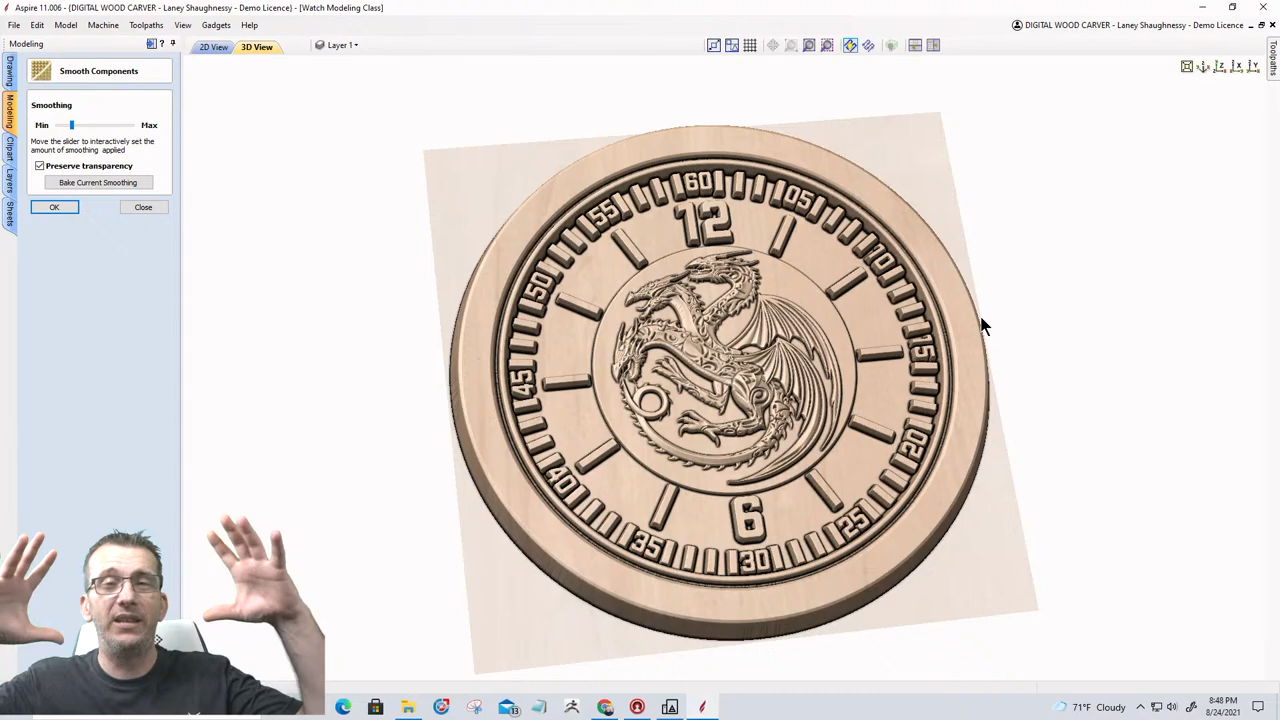 Aspire 11.006 - {DIGITAL WOOD CARVER - Laney Shaughnessy - Demo Licence} - [Watch Modeling Class]
File Edit Model Machine Toolpaths View Gadgets Help
DIGITAL WOOD CARVER - Laney Shaughnessy - Demo Licence
Modeling
?
2D View
3D View
Layer 1
Toolpaths
Drawing
Modeling
Clipart
Layers
Sheets
Smooth Components
Smoothing
Min
Max
Move the slider to interactively set the
amount of smoothing applied
Preserve transparency
Bake Current Smoothing
OK
Close
Z
X
Y
60
05
10
15
20
25
30
35
40
45
50
55
12
6
13
71°F Cloudy
8:48 PM
8/24/2021